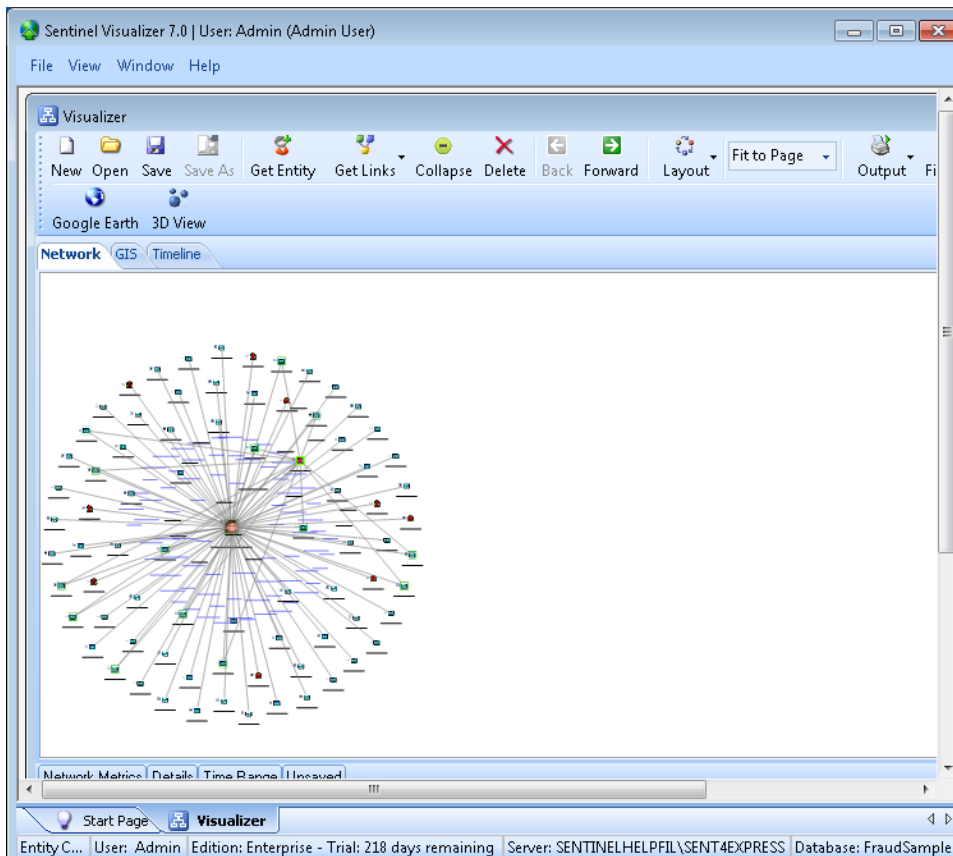 Sentinel Visualizer 7.0 | User: Admin (Admin User)
File View Window Help
Visualizer
New Open Save Save As Get Entity Get Links Collapse Delete Back Forward Layout Fit to Page Output Fi
Google Earth 3D View
Network GIS Timeline
Network Metrics Details Time Range Unsaved
Start Page Visualizer
Entity C... User: Admin Edition: Enterprise - Trial: 218 days remaining Server: SENTINELHELPFIL\SENT4EXPRESS Database: FraudSample